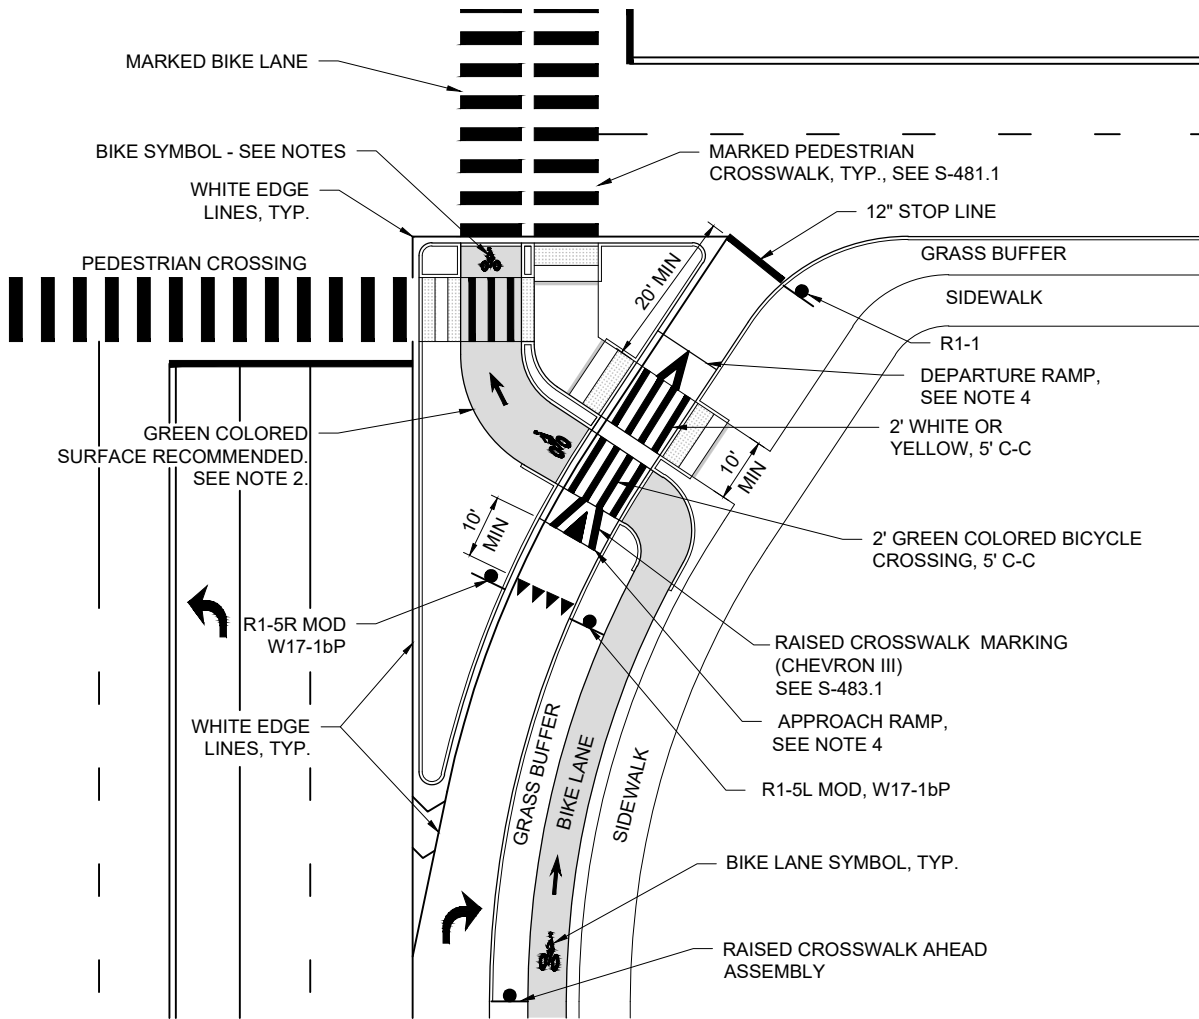 MARKED BIKE LANE
BIKE SYMBOL - SEE NOTES
WHITE EDGE
LINES, TYP.
PEDESTRIAN CROSSING
MARKED PEDESTRIAN
CROSSWALK, TYP., SEE S-481.1
12" STOP LINE
GRASS BUFFER
SIDEWALK
20' MIN
R1-1
DEPARTURE RAMP,
SEE NOTE 4
2' WHITE OR
YELLOW, 5' C-C
10'
MIN
GREEN COLORED
SURFACE RECOMMENDED.
SEE NOTE 2.
10'
MIN
2' GREEN COLORED BICYCLE
CROSSING, 5' C-C
R1-5R MOD
W17-1bP
RAISED CROSSWALK MARKING
(CHEVRON III)
SEE S-483.1
WHITE EDGE
LINES, TYP.
APPROACH RAMP,
SEE NOTE 4
GRASS BUFFER
BIKE LANE
SIDEWALK
R1-5L MOD, W17-1bP
BIKE LANE SYMBOL, TYP.
RAISED CROSSWALK AHEAD
ASSEMBLY